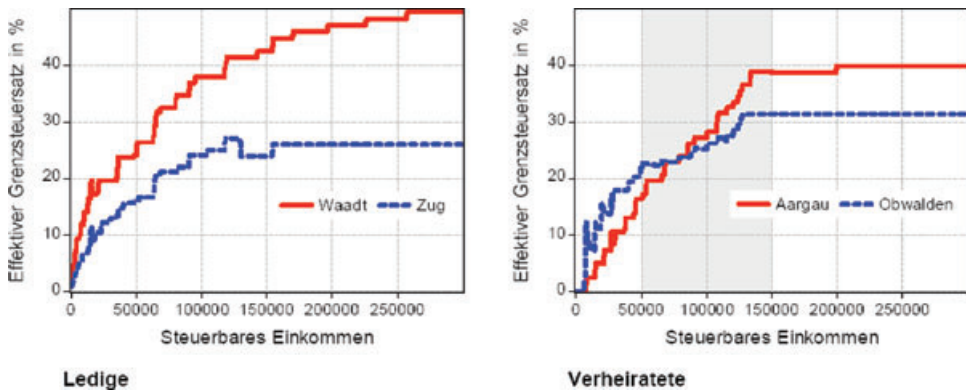 Effektiver Grenzsteuersatz in %
40
30
20
10
0
Waadt Zug
0 50000 100000 150000 200000 250000
Steuerbares Einkommen
Ledige
Effektiver Grenzsteuersatz in %
40
30
20
10
0
Aargau Obwalden
0 50000 100000 150000 200000 250000
Steuerbares Einkommen
Verheiratete